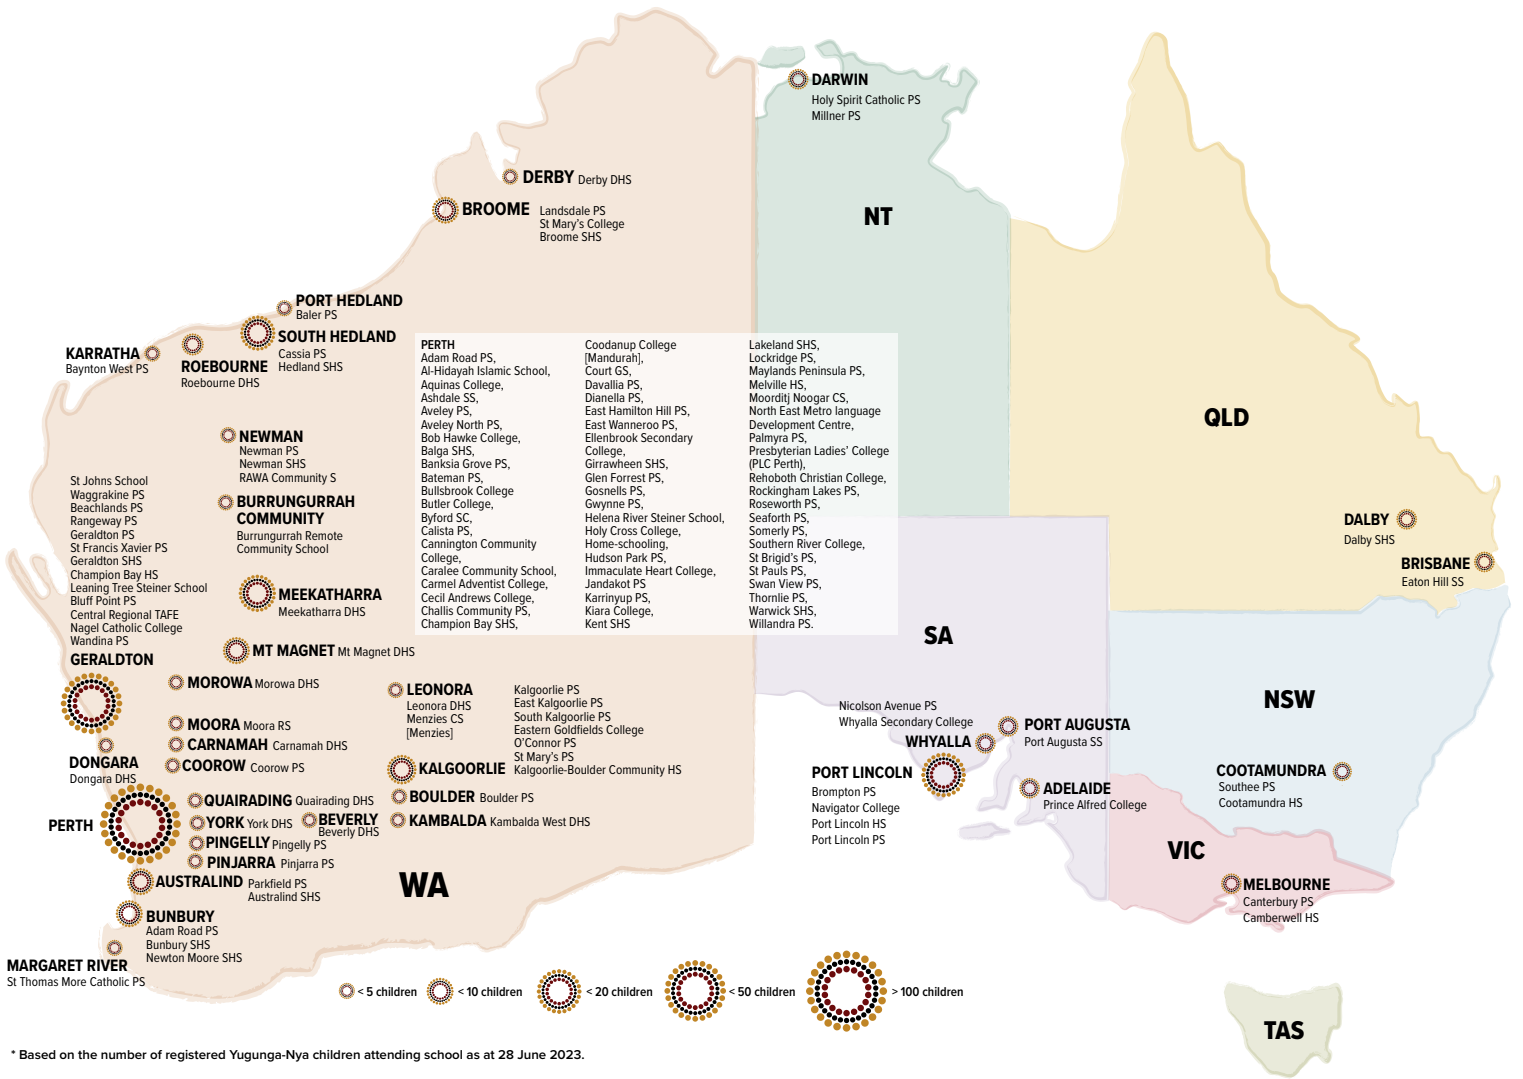 DARWIN
Holy Spirit Catholic PS
Millner PS
DERBY Derby DHS
BROOME
Landsdale PS
St Mary's College
Broome SHS
NT
PORT HEDLAND
Baler PS
SOUTH HEDLAND
Cassia PS
Hedland SHS
KARRATHA
Baynton West PS
ROEBOURNE
Roebourne DHS
NEWMAN
Newman PS
Newman SHS
RAWA Community S
BURRUNGURRAH
COMMUNITY
Burrungurrah Remote
Community School
MEEKATHARRA
Meekatharra DHS
MT MAGNET Mt Magnet DHS
St Johns School
Waggrakine PS
Beachlands PS
Rangeway PS
Geraldton PS
St Francis Xavier PS
Geraldton SHS
Champion Bay HS
Leaning Tree Steiner School
Bluff Point PS
Central Regional TAFE
Nagel Catholic College
Wandina PS
GERALDTON
PERTH
Adam Road PS,
Al-Hidayah Islamic School,
Aquinas College,
Ashdale SS,
Aveley PS,
Aveley North PS,
Bob Hawke College,
Balga SHS,
Banksia Grove PS,
Bateman PS,
Bullsbrook College
Butler College,
Byford SC,
Calista PS,
Cannington Community
College,
Caralee Community School,
Carmel Adventist College,
Cecil Andrews College,
Challis Community PS,
Champion Bay SHS,
Coodanup College
[Mandurah],
Court GS,
Davallia PS,
Dianella PS,
East Hamilton Hill PS,
East Wanneroo PS,
Ellenbrook Secondary
College,
Girrawheen SHS,
Glen Forrest PS,
Gosnells PS,
Gwynne PS,
Helena River Steiner School,
Holy Cross College,
Home-schooling,
Hudson Park PS,
Immaculate Heart College,
Jandakot PS
Karrinyup PS,
Kiara College,
Kent SHS
Lakeland SHS,
Lockridge PS,
Maylands Peninsula PS,
Melville HS,
Moorditj Noogar CS,
North East Metro language
Development Centre,
Palmyra PS,
Presbyterian Ladies' College
(PLC Perth),
Rehoboth Christian College,
Rockingham Lakes PS,
Roseworth PS,
Seaforth PS,
Somerly PS,
Southern River College,
St Brigid's PS,
St Pauls PS,
Swan View PS,
Thornlie PS,
Warwick SHS,
Willandra PS.
QLD
DALBY
Dalby SHS
BRISBANE
Eaton Hill SS
SA
NSW
MOROWA Morowa DHS
MOORA Moora RS
CARNAMAH Carnamah DHS
COOROW Coorow PS
DONGARA
Dongara DHS
LEONORA
Leonora DHS
Menzies CS
[Menzies]
Kalgoorlie PS
East Kalgoorlie PS
South Kalgoorlie PS
Eastern Goldfields College
O'Connor PS
St Mary's PS
Kalgoorlie-Boulder Community HS
KALGOORLIE
BOULDER Boulder PS
KAMBALDA Kambalda West DHS
PERTH
QUAIRADING Quairading DHS
YORK York DHS
BEVERLY
Beverly DHS
PINGELLY Pingelly PS
PINJARRA Pinjarra PS
AUSTRALIND
Parkfield PS
Australind SHS
BUNBURY
Adam Road PS
Bunbury SHS
Newton Moore SHS
MARGARET RIVER
St Thomas More Catholic PS
WA
Nicolson Avenue PS
Whyalla Secondary College
WHYALLA
PORT AUGUSTA
Port Augusta SS
PORT LINCOLN
Brompton PS
Navigator College
Port Lincoln HS
Port Lincoln PS
ADELAIDE
Prince Alfred College
COOTAMUNDRA
Southee PS
Cootamundra HS
VIC
MELBOURNE
Canterbury PS
Camberwell HS
< 5 children
< 10 children
< 20 children
< 50 children
> 100 children
TAS
* Based on the number of registered Yugunga-Nya children attending school as at 28 June 2023.